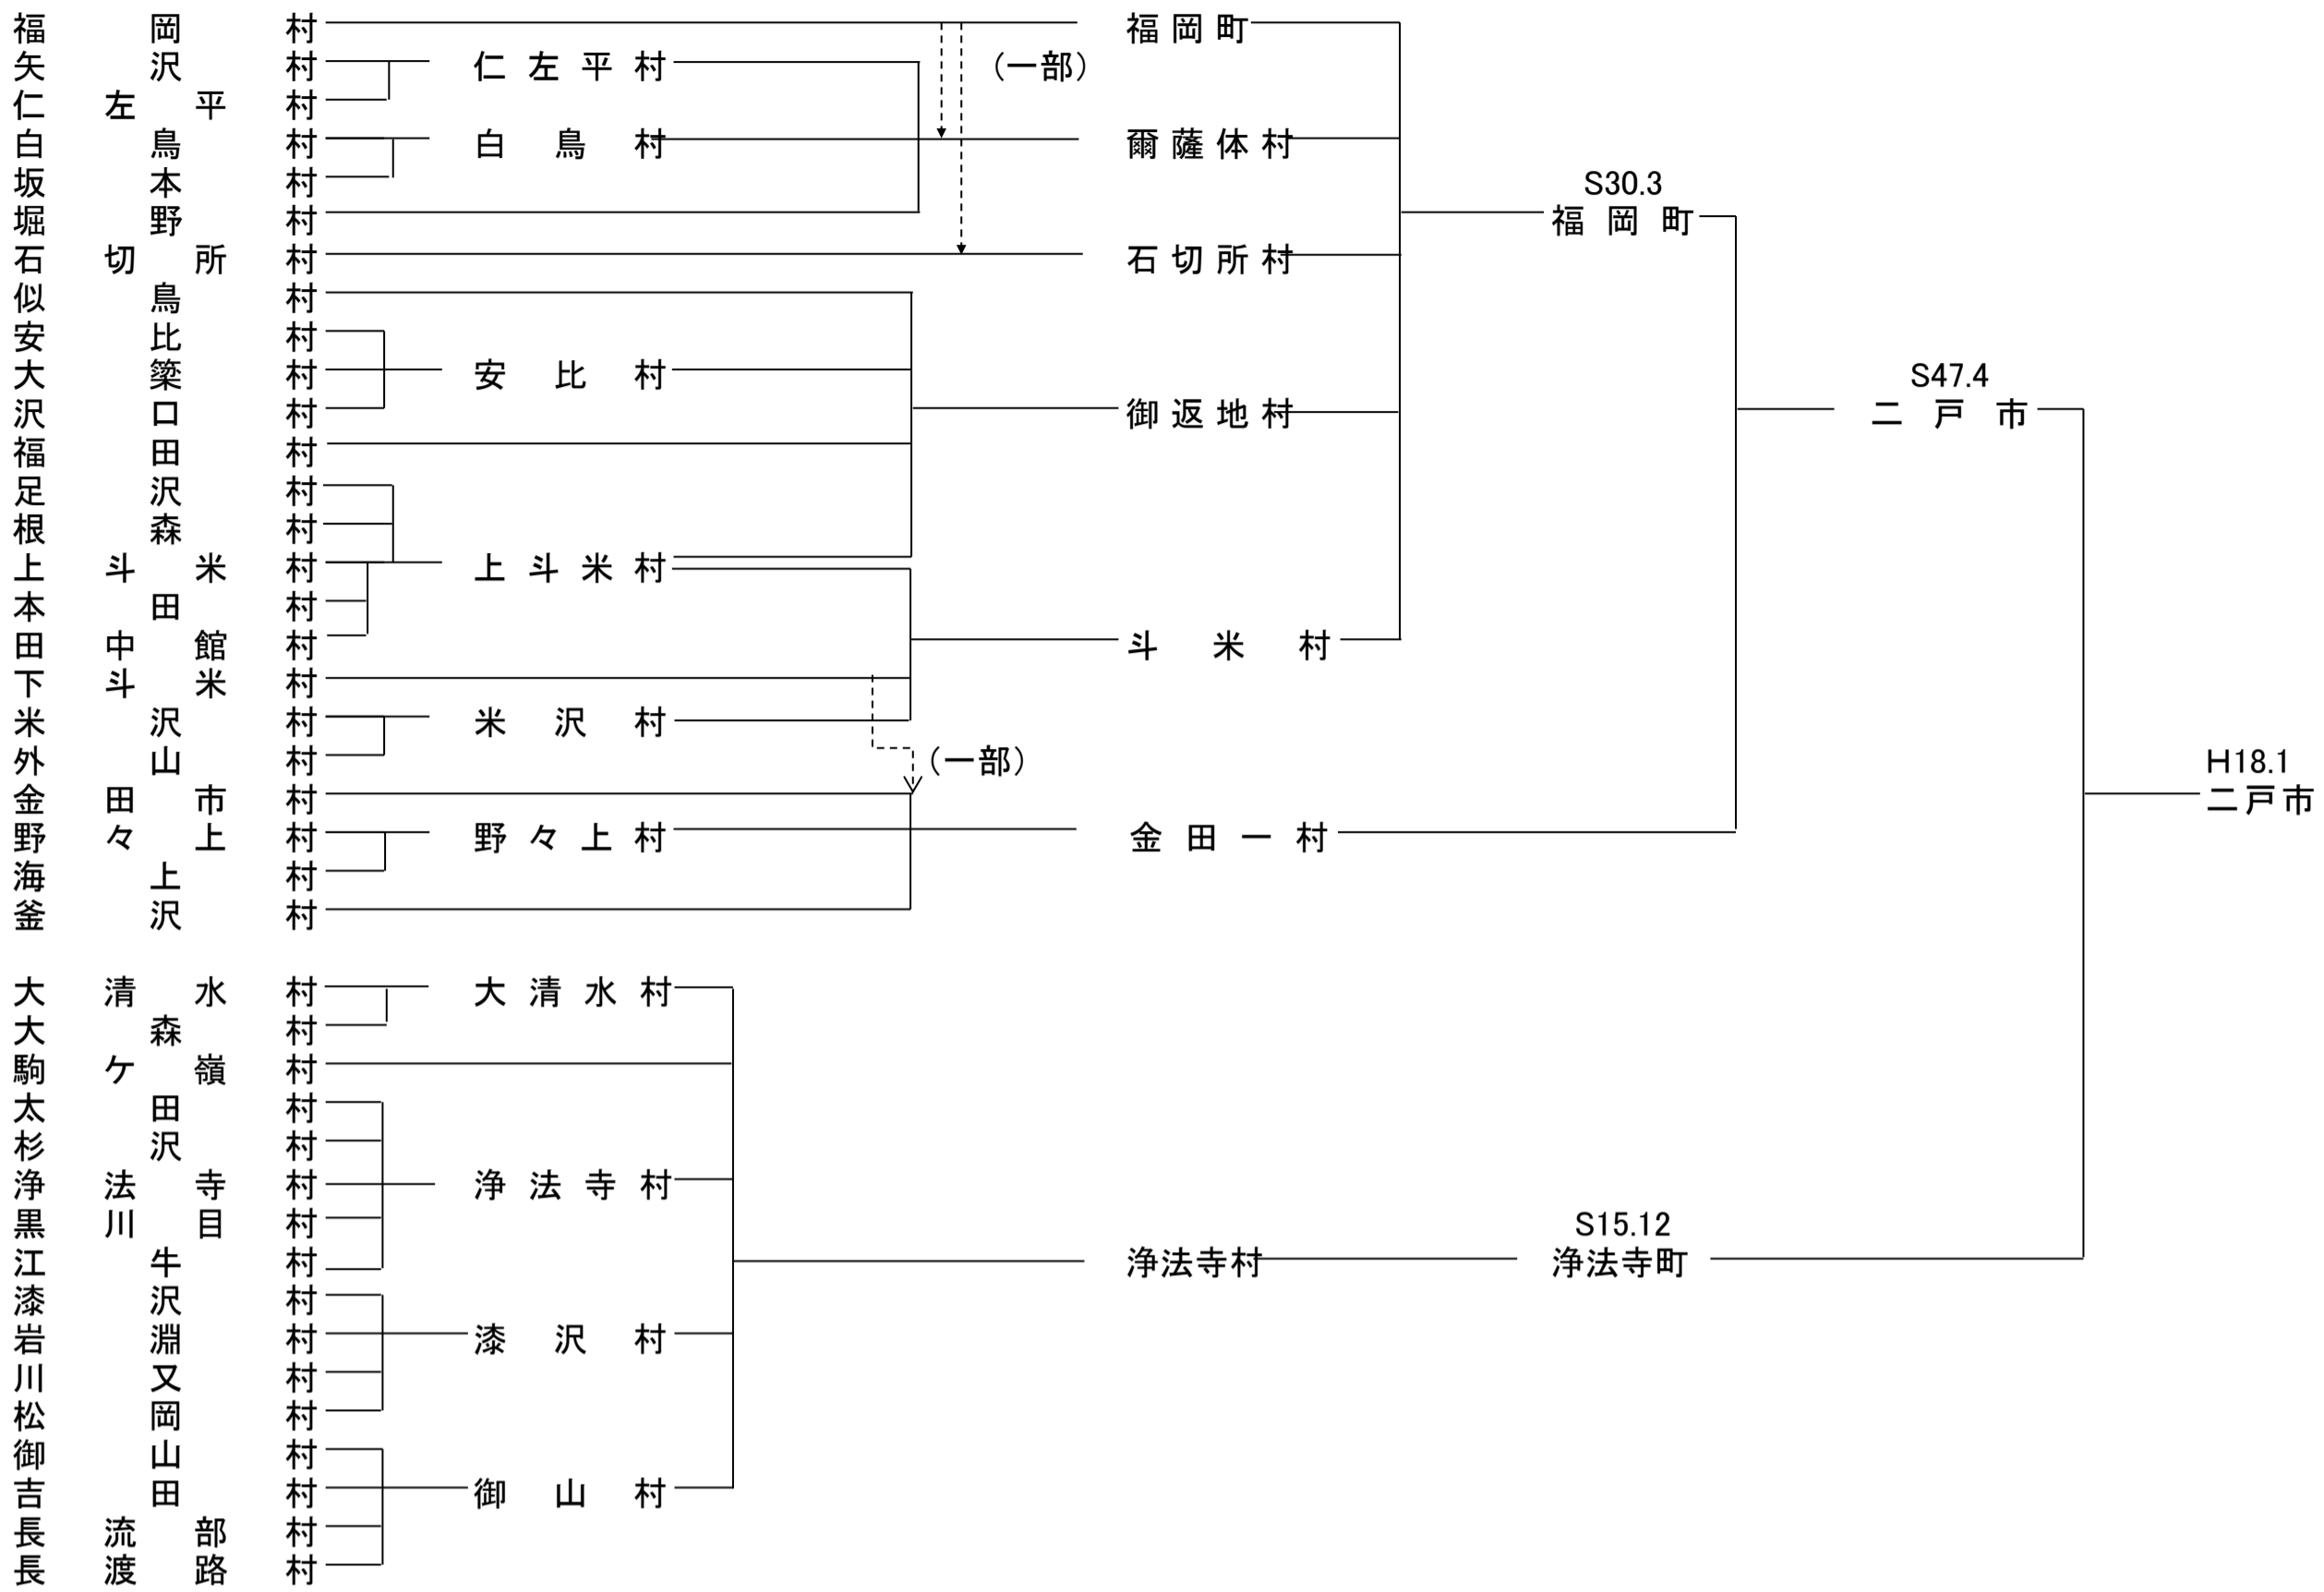 福岡村
矢沢村
仁左平村
白鳥村
坂本村
堀野村
石切所村
似鳥村
安比村
大簗村
沢口村
福田村
足沢村
根森村
上斗米村
本田村
田中館村
下斗米村
米沢村
外山村
金田市村
野々上村
海上村
釜沢村
大清水村
大森村
駒ケ嶺村
太田村
杉沢村
浄法寺村
黒川目村
江牛村
漆沢村
岩淵村
川又村
松岡村
御山村
吉田村
長流部村
長渡路村
仁左平村
白鳥村
安比村
上斗米村
米沢村
野々上村
大清水村
浄法寺村
漆沢村
御山村
(一部)
(一部)
福岡町
爾薩体村
石切所村
御返地村
斗米村
金田一村
浄法寺村
S30.3
福岡町
S15.12
浄法寺町
S47.4
二戸市
H18.1
二戸市